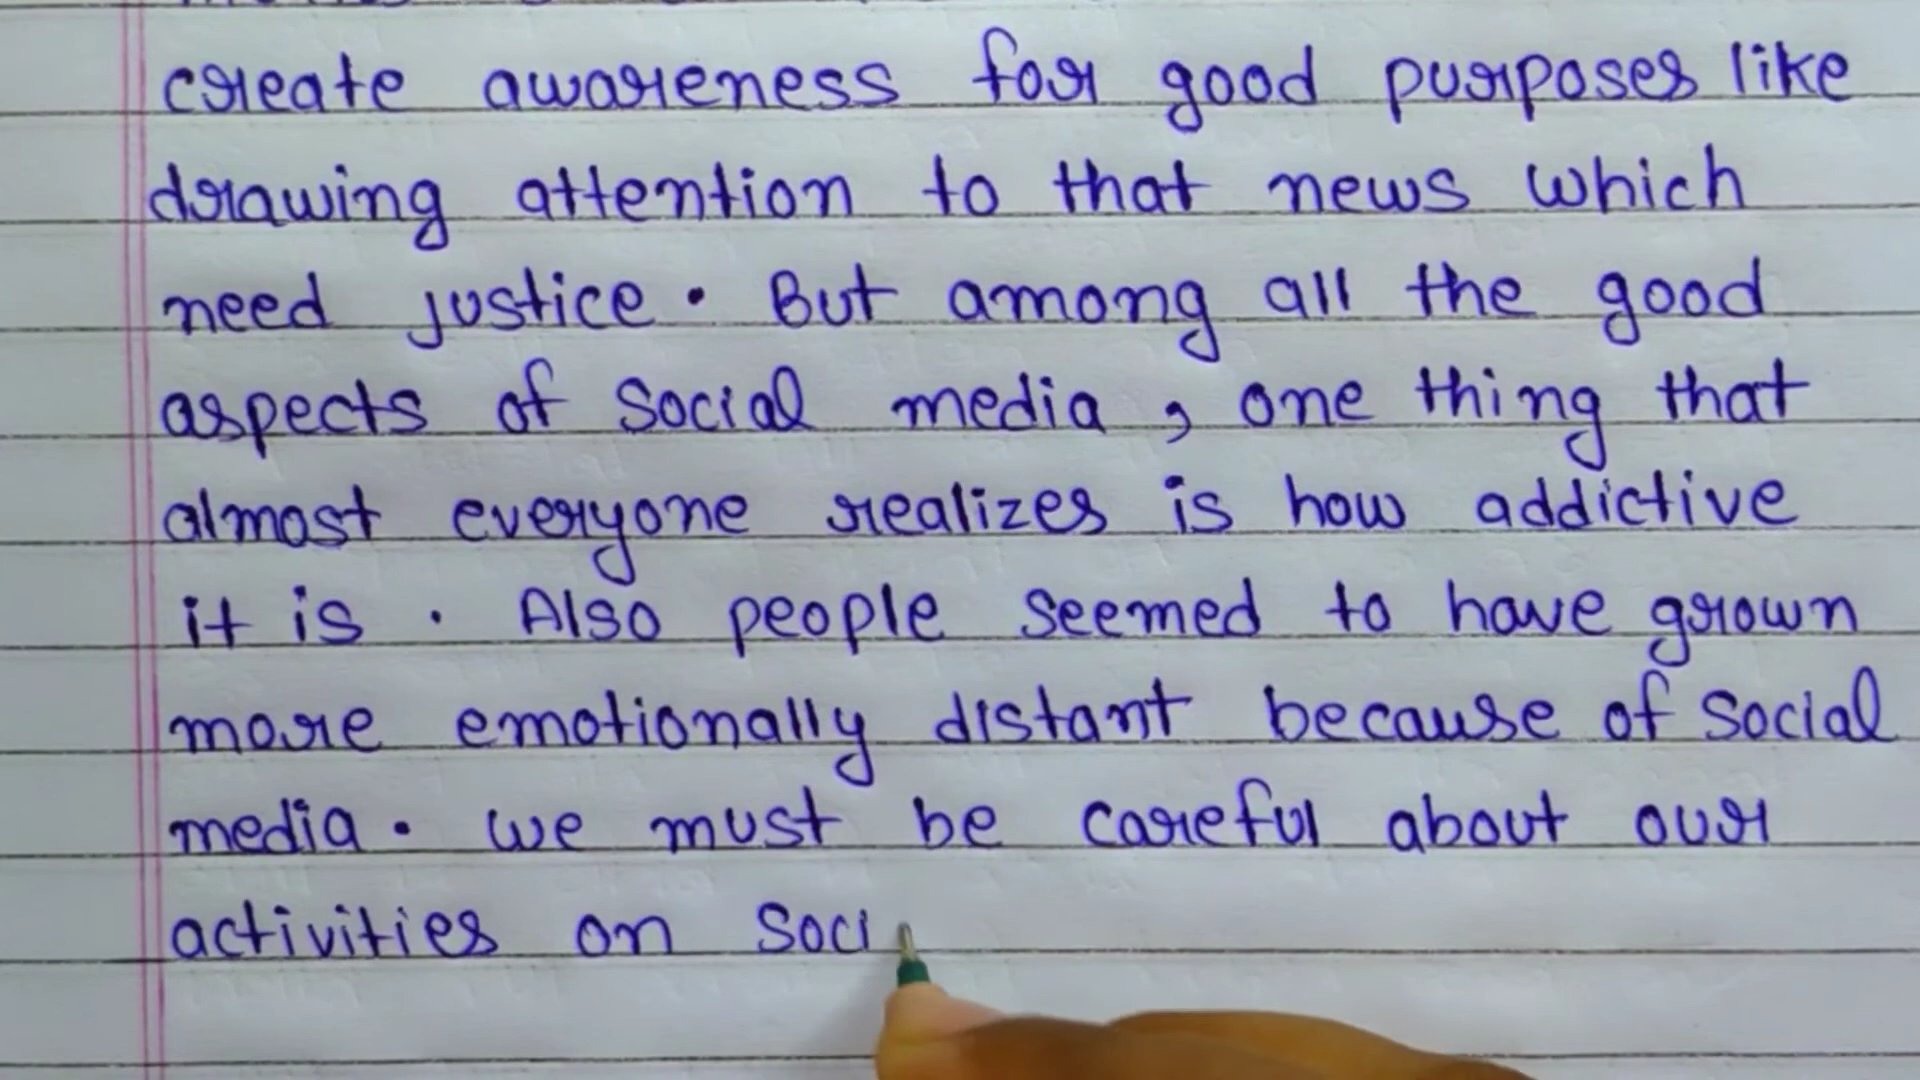 create awareness for good purposes like
drawing attention to that news which
need justice. But among all the good
aspects of social media, one thing that
almost everyone realizes is how addictive
it is. Also people seemed to have grown
more emotionally distant because of social
media. we must be careful about our
activities on soci